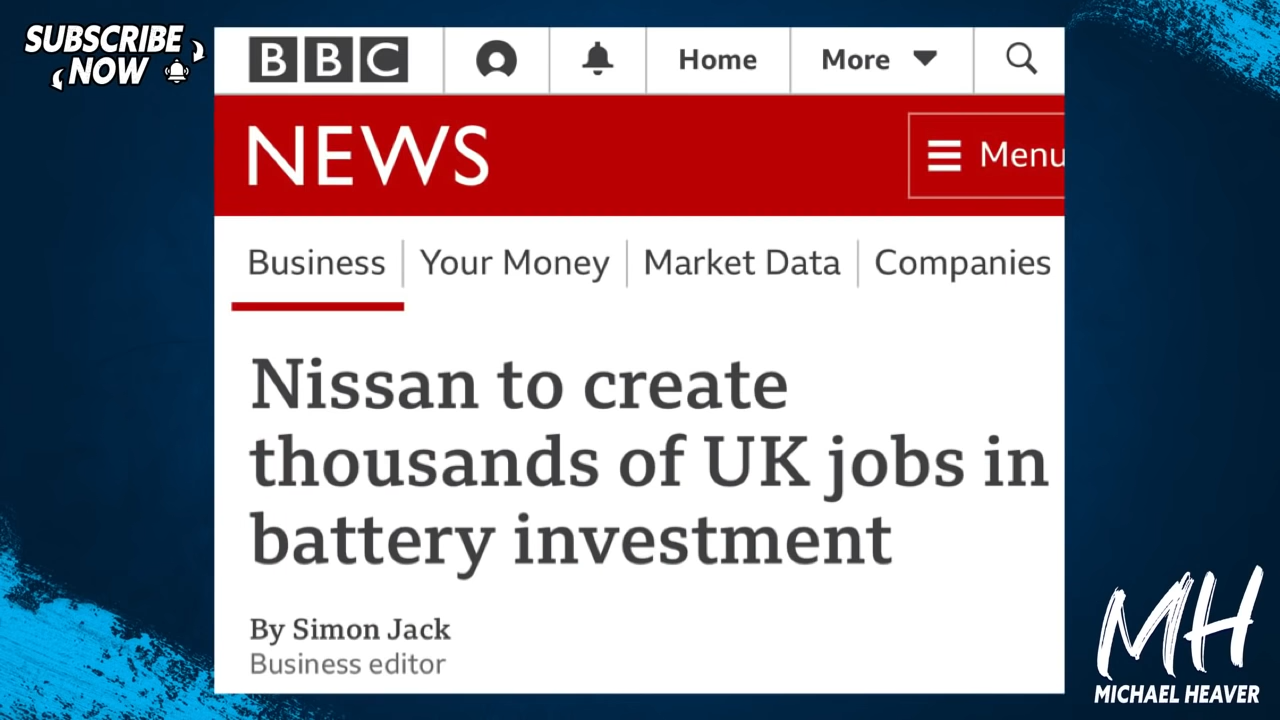 SUBSCRIBE
NOW
BBC
Home
More
NEWS
Menu
Business
Your Money
Market Data
Companies
Nissan to create
thousands of UK jobs in
battery investment
By Simon Jack
Business editor
MH
MICHAEL HEAVER